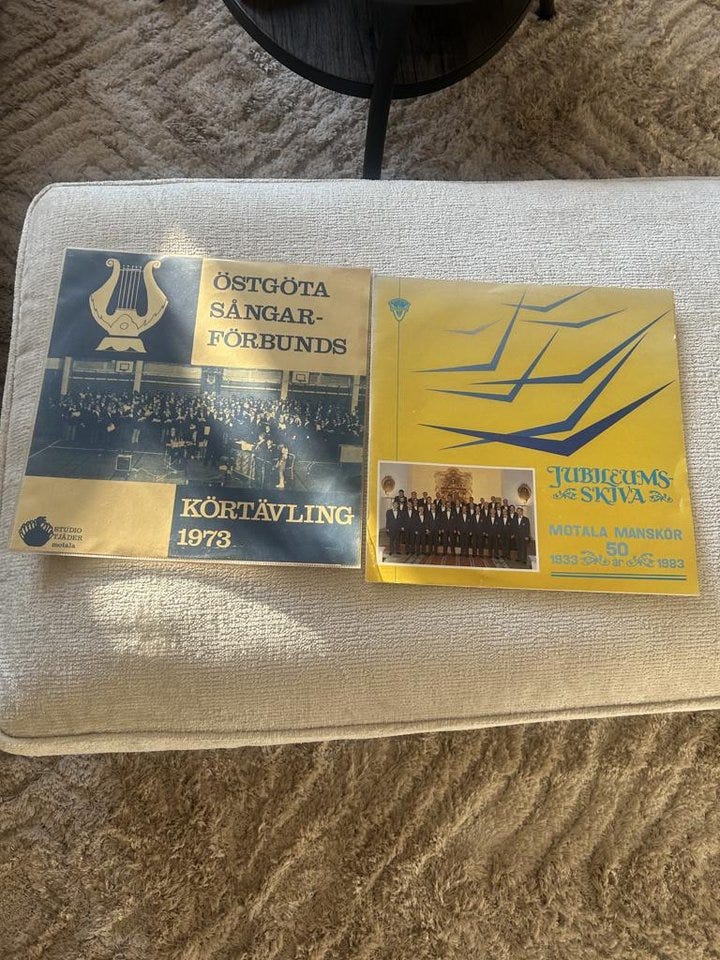 ÖSTGÖTA
SÅNGAR-
FÖRBUNDS
KÖRTÄVLING
1973
STUDIO
TJÄDER
motala
JUBILEUMS-
SKIVA
MOTALA MANSKÖR
50
1933 år 1983